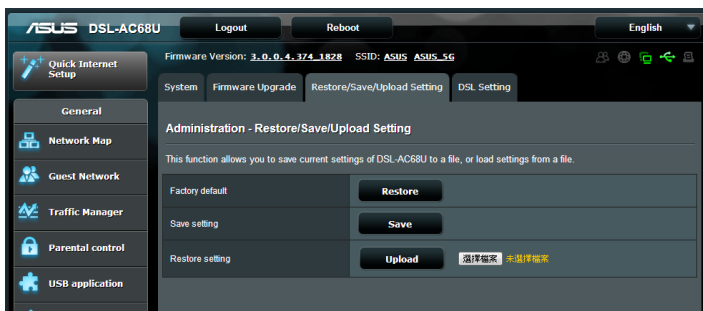 ASUS DSL-AC68U Logout Reboot English
Quick Internet Setup
Firmware Version: 3.0.0.4.374_1828 SSID: ASUS ASUS_5G
System Firmware Upgrade Restore/Save/Upload Setting DSL Setting
General
Network Map
Guest Network
Traffic Manager
Parental control
USB application
Administration - Restore/Save/Upload Setting
This function allows you to save current settings of DSL-AC68U to a file, or load settings from a file.
Factory default Restore
Save setting Save
Restore setting Upload 選擇檔案 未選擇檔案